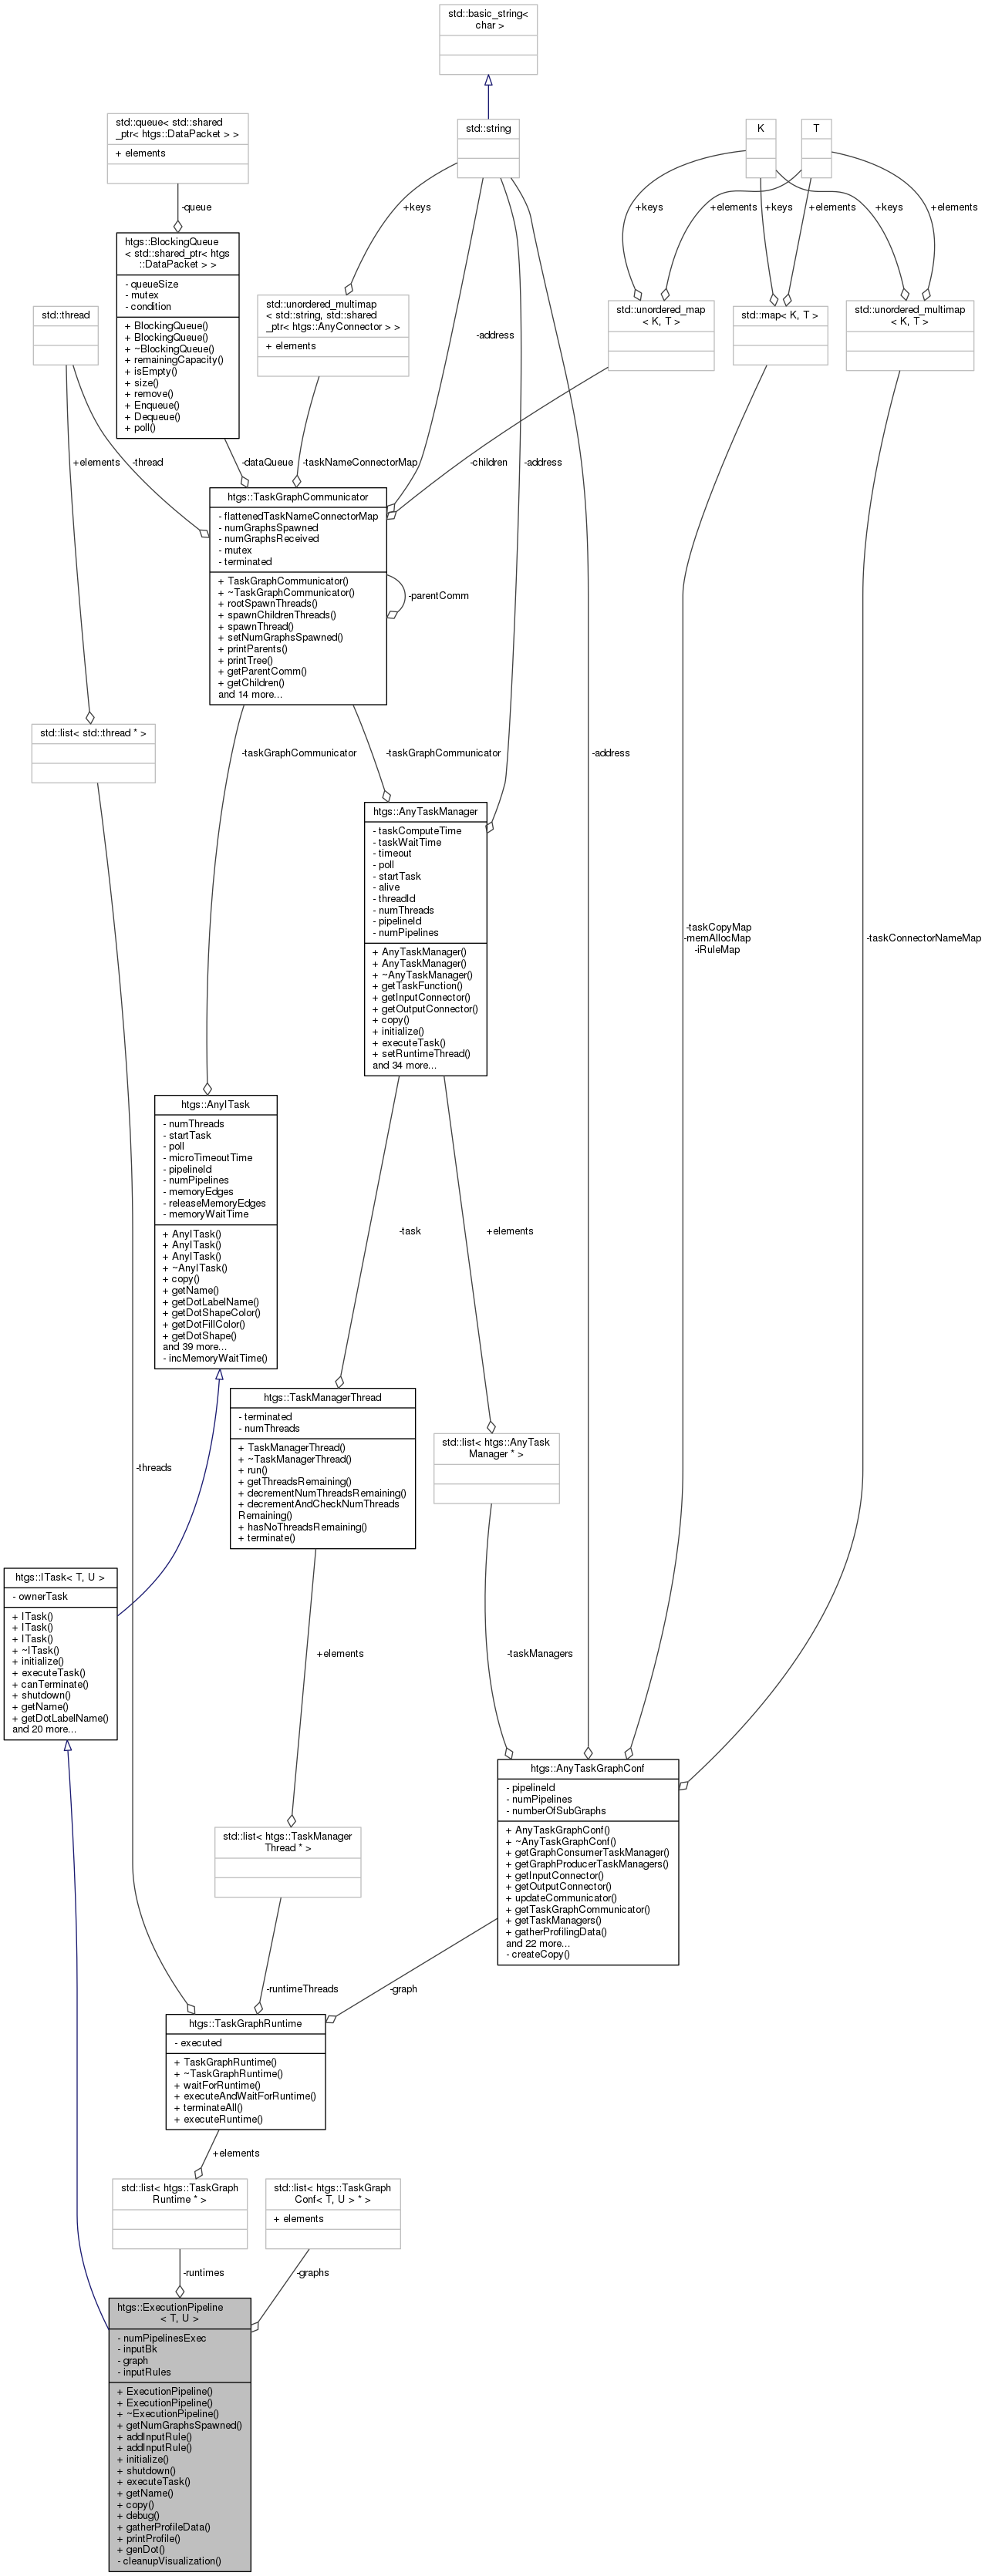 std::basic_string<
char >
std::queue< std::shared
_ptr< htgs::DataPacket > >
+ elements
std::string
K
T
-queue
+keys
+keys
+elements
+keys
+elements
+keys
+elements
htgs::BlockingQueue
< std::shared_ptr< htgs
::DataPacket > >
- queueSize
- mutex
- condition
+ BlockingQueue()
+ BlockingQueue()
+ ~BlockingQueue()
+ remainingCapacity()
+ isEmpty()
+ size()
+ remove()
+ Enqueue()
+ Dequeue()
+ poll()
std::thread
std::unordered_multimap
< std::string, std::shared
_ptr< htgs::AnyConnector > >
+ elements
-address
std::unordered_map
< K, T >
std::map< K, T >
std::unordered_multimap
< K, T >
+elements
-thread
-dataQueue
-taskNameConnectorMap
-children
-address
htgs::TaskGraphCommunicator
- flattenedTaskNameConnectorMap
- numGraphsSpawned
- numGraphsReceived
- mutex
- terminated
+ TaskGraphCommunicator()
+ ~TaskGraphCommunicator()
+ rootSpawnThreads()
+ spawnChildrenThreads()
+ spawnThread()
+ setNumGraphsSpawned()
+ printParents()
+ printTree()
+ getParentComm()
+ getChildren()
and 14 more...
-parentComm
std::list< std::thread * >
-taskGraphCommunicator
-taskGraphCommunicator
-address
htgs::AnyTaskManager
- taskComputeTime
- taskWaitTime
- timeout
- poll
- startTask
- alive
- threadId
- numThreads
- pipelineId
- numPipelines
+ AnyTaskManager()
+ AnyTaskManager()
+ ~AnyTaskManager()
+ getTaskFunction()
+ getInputConnector()
+ getOutputConnector()
+ copy()
+ initialize()
+ executeTask()
+ setRuntimeThread()
and 34 more...
-taskCopyMap
-memAllocMap
-iRuleMap
-taskConnectorNameMap
htgs::AnyITask
- numThreads
- startTask
- poll
- microTimeoutTime
- pipelineId
- numPipelines
- memoryEdges
- releaseMemoryEdges
- memoryWaitTime
+ AnyITask()
+ AnyITask()
+ AnyITask()
+ ~AnyITask()
+ copy()
+ getName()
+ getDotLabelName()
+ getDotShapeColor()
+ getDotFillColor()
+ getDotShape()
and 39 more...
- incMemoryWaitTime()
-task
+elements
htgs::TaskManagerThread
- terminated
- numThreads
+ TaskManagerThread()
+ ~TaskManagerThread()
+ run()
+ getThreadsRemaining()
+ decrementNumThreadsRemaining()
+ decrementAndCheckNumThreads
Remaining()
+ hasNoThreadsRemaining()
+ terminate()
std::list< htgs::AnyTask
Manager * >
-threads
htgs::ITask< T, U >
- ownerTask
+ ITask()
+ ITask()
+ ITask()
+ ~ITask()
+ initialize()
+ executeTask()
+ canTerminate()
+ shutdown()
+ getName()
+ getDotLabelName()
and 20 more...
+elements
-taskManagers
htgs::AnyTaskGraphConf
- pipelineId
- numPipelines
- numberOfSubGraphs
+ AnyTaskGraphConf()
+ ~AnyTaskGraphConf()
+ getGraphConsumerTaskManager()
+ getGraphProducerTaskManagers()
+ getInputConnector()
+ getOutputConnector()
+ updateCommunicator()
+ getTaskGraphCommunicator()
+ getTaskManagers()
+ gatherProfilingData()
and 22 more...
- createCopy()
std::list< htgs::TaskManager
Thread * >
-runtimeThreads
-graph
htgs::TaskGraphRuntime
- executed
+ TaskGraphRuntime()
+ ~TaskGraphRuntime()
+ waitForRuntime()
+ executeAndWaitForRuntime()
+ terminateAll()
+ executeRuntime()
+elements
std::list< htgs::TaskGraph
Runtime * >
std::list< htgs::TaskGraph
Conf< T, U > * >
+ elements
-runtimes
-graphs
htgs::ExecutionPipeline
< T, U >
- numPipelinesExec
- inputBk
- graph
- inputRules
+ ExecutionPipeline()
+ ExecutionPipeline()
+ ~ExecutionPipeline()
+ getNumGraphsSpawned()
+ addInputRule()
+ addInputRule()
+ initialize()
+ shutdown()
+ executeTask()
+ getName()
+ copy()
+ debug()
+ gatherProfileData()
+ printProfile()
+ genDot()
- cleanupVisualization()